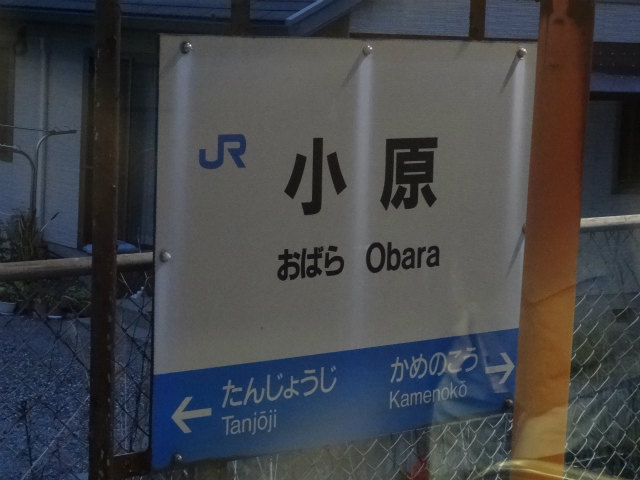 JR
小原
おばら Obara
たんじょうじ かめのこう
Tanjōji Kamenokō
← →